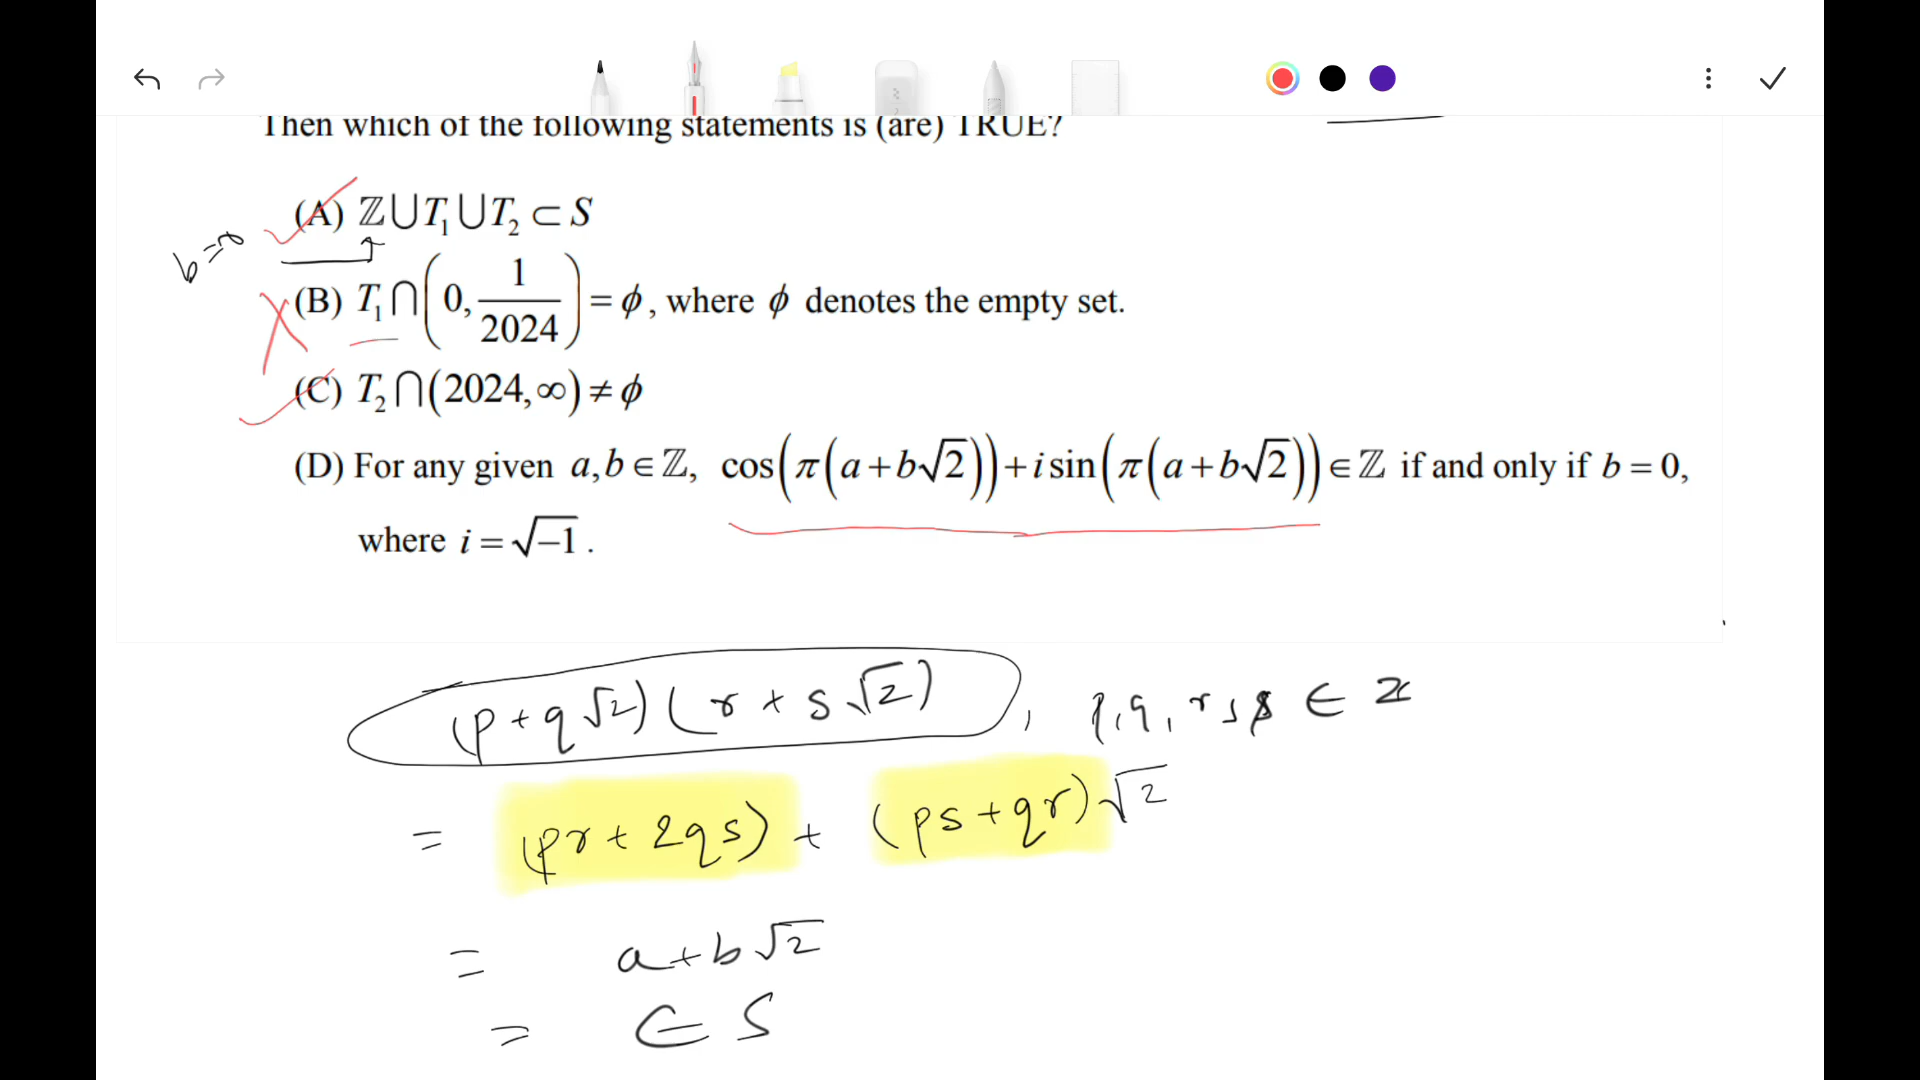 Then which of the following statements is (are) TRUE?
(A) ℤ⋃T₁⋃T₂ ⊂ S
b=0
(B) T₁⋂(0, 1/2024) = ϕ, where ϕ denotes the empty set.
(C) T₂⋂(2024,∞) ≠ ϕ
(D) For any given a,b∈ℤ, cos(π(a+b√2))+i sin(π(a+b√2))∈ℤ if and only if b = 0,
where i = √−1.
(p+q√2)(r+s√2), p,q,r,s ∈ z
= (pr+2qs)+(ps+qr)√2
= a+b√2
= ∈ S